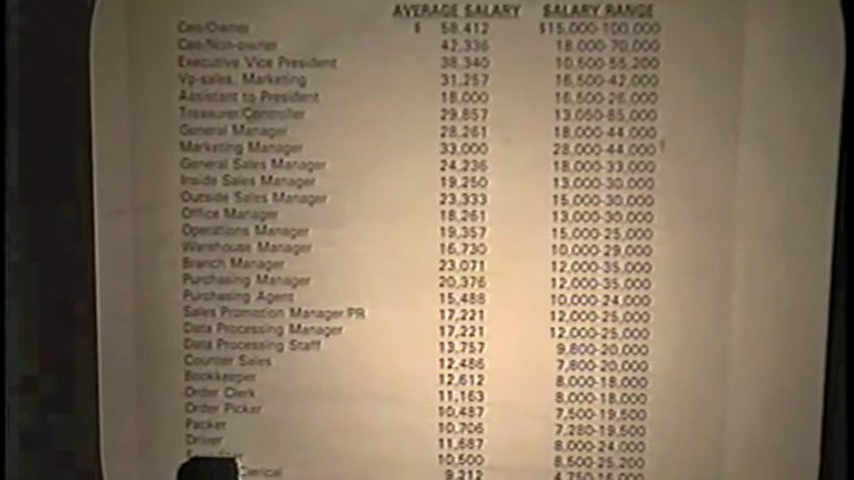 AVERAGE SALARY SALARY RANGE
Ceo/Owner $ 58,412 $15,000-100,000
Ceo/Non-owner 42,336 18,000-70,000
Executive Vice President 38,340 10,500-55,200
Vp-sales, Marketing 31,257 16,500-42,000
Assistant to President 18,000 16,500-26,000
Treasurer/Controller 29,857 13,050-85,000
General Manager 28,261 18,000-44,000
Marketing Manager 33,000 28,000-44,000
General Sales Manager 24,236 18,000-33,000
Inside Sales Manager 19,250 13,000-30,000
Outside Sales Manager 23,333 15,000-30,000
Office Manager 18,261 13,000-30,000
Operations Manager 19,357 15,000-25,000
Warehouse Manager 16,730 10,000-29,000
Branch Manager 23,071 12,000-35,000
Purchasing Manager 20,376 12,000-35,000
Purchasing Agent 15,488 10,000-24,000
Sales Promotion Manager/PR 17,221 12,000-25,000
Data Processing Manager 17,221 12,000-25,000
Data Processing Staff 13,757 9,800-20,000
Counter Sales 12,486 7,800-20,000
Bookkeeper 12,612 8,000-18,000
Order Clerk 11,163 8,000-18,000
Order Picker 10,487 7,500-19,500
Packer 10,706 7,280-19,500
Driver 11,687 8,000-24,000
10,500 8,500-25,200
Clerical 9,212